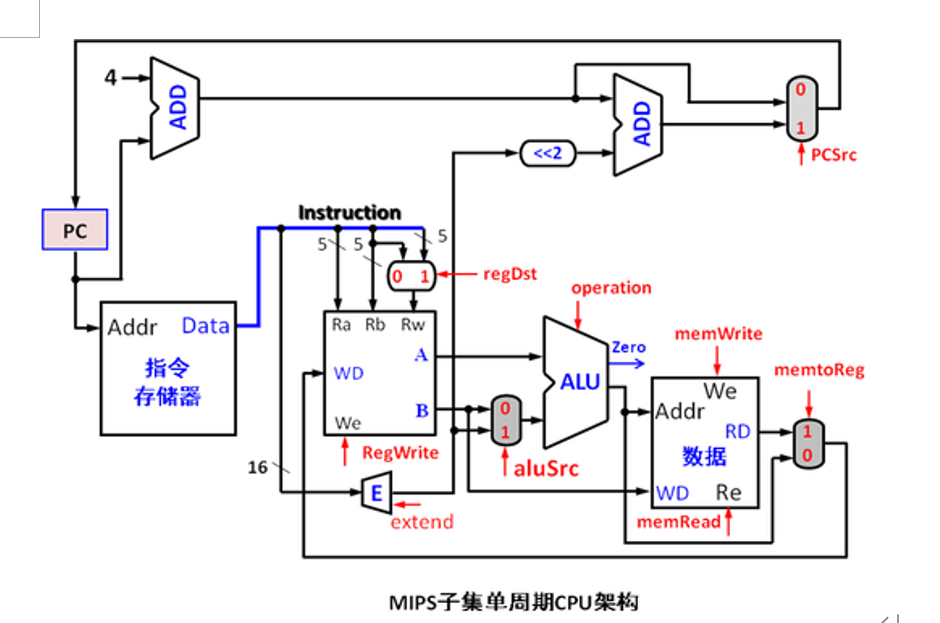 4
ADD
ADD
0
1
PCSrc
<<2
PC
Instruction
5
5
5
0 1
regDst
operation
Addr Data
指令
存储器
Ra Rb Rw
A
WD
B
We
RegWrite
Zero
ALU
0
1
aluSrc
memWrite
We
Addr
RD
数据
WD Re
memRead
memtoReg
1
0
16
E
extend
MIPS子集单周期CPU架构